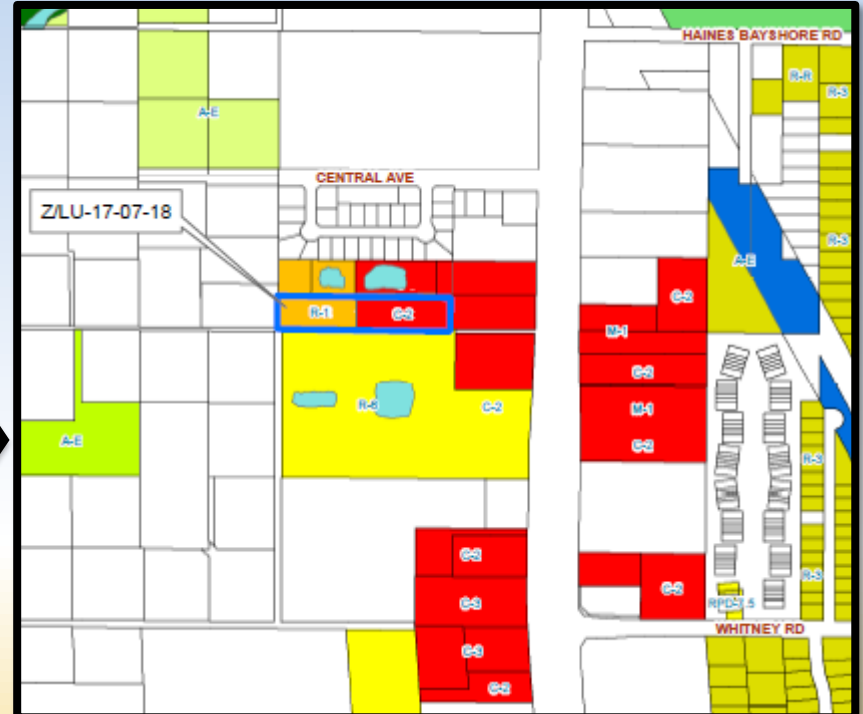 HAINES BAYSHORE RD
R-R
R-3
A-E
CENTRAL AVE
Z/LU-17-07-18
R-3
A-E
C-2
R-1
C-2
M-1
C-2
R-6
C-2
M-1
A-E
C-2
R-3
C-2
C-2
R-3
C-3
RPD-7.5
WHITNEY RD
C-3
C-2